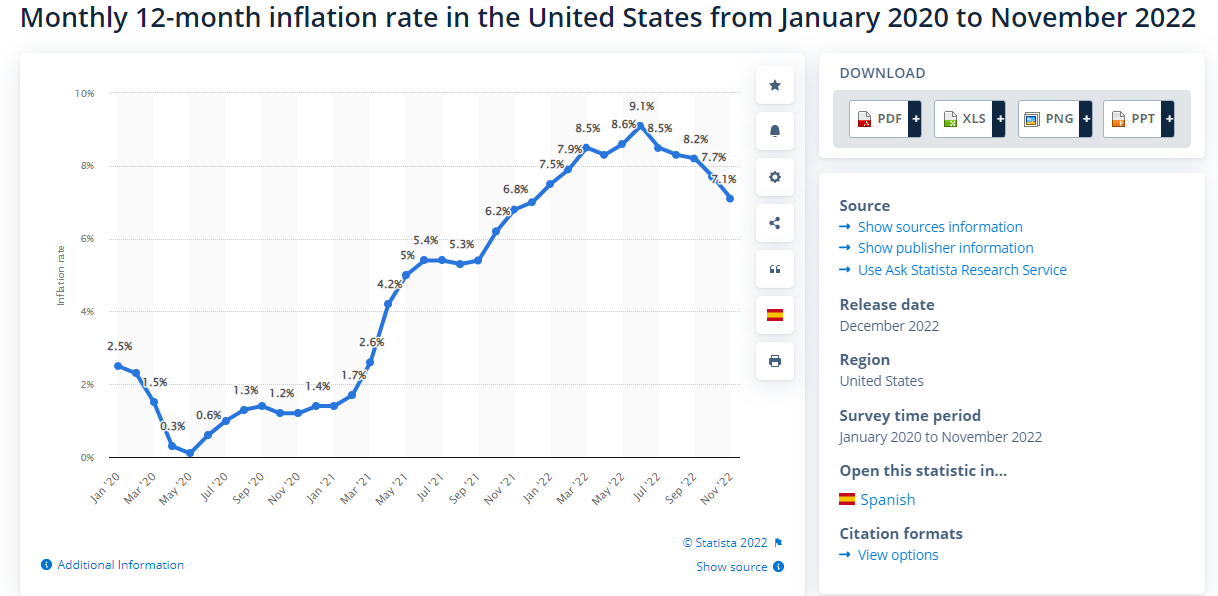 Monthly 12-month inflation rate in the United States from January 2020 to November 2022
10%
8%
6%
4%
2%
0%
Inflation rate
2.5%
1.5%
0.3%
0.6%
1.3%
1.2%
1.4%
1.7%
2.6%
4.2%
5%
5.4%
5.3%
6.2%
6.8%
7.5%
7.9%
8.5%
8.6%
9.1%
8.5%
8.2%
7.7%
7.1%
Jan '20
Mar '20
May '20
Jul '20
Sep '20
Nov '20
Jan '21
Mar '21
May '21
Jul '21
Sep '21
Nov '21
Jan '22
Mar '22
May '22
Jul '22
Sep '22
Nov '22
© Statista 2022
Additional Information
Show source
DOWNLOAD
PDF +
XLS +
PNG +
PPT +
Source
→ Show sources information
→ Show publisher information
→ Use Ask Statista Research Service
Release date
December 2022
Region
United States
Survey time period
January 2020 to November 2022
Open this statistic in...
Spanish
Citation formats
→ View options